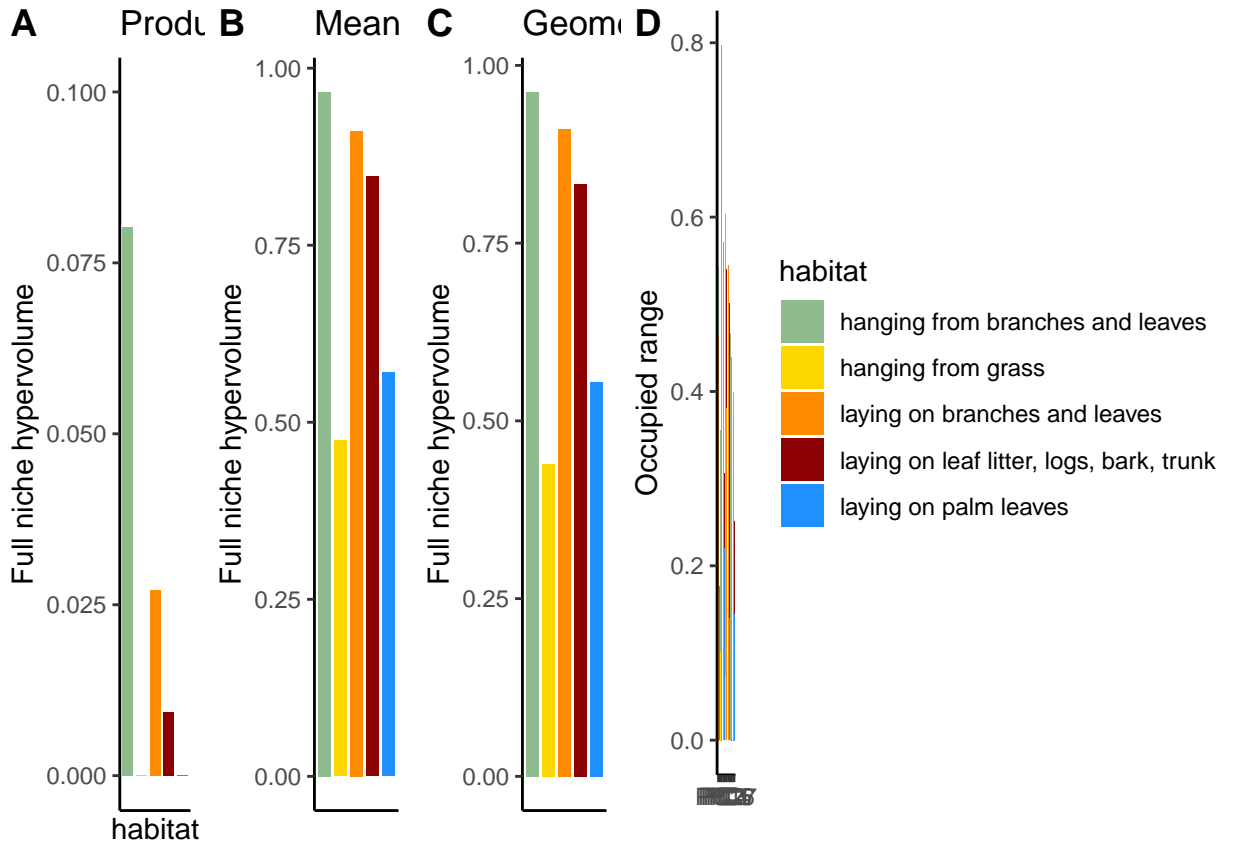 A
Produ
B
Mean
C
Geom
D
Full niche hypervolume
0.100
0.075
0.050
0.025
0.000
habitat
Full niche hypervolume
1.00
0.75
0.50
0.25
0.00
Full niche hypervolume
1.00
0.75
0.50
0.25
0.00
Occupied range
0.8
0.6
0.4
0.2
0.0
habitat
hanging from branches and leaves
hanging from grass
laying on branches and leaves
laying on leaf litter, logs, bark, trunk
laying on palm leaves